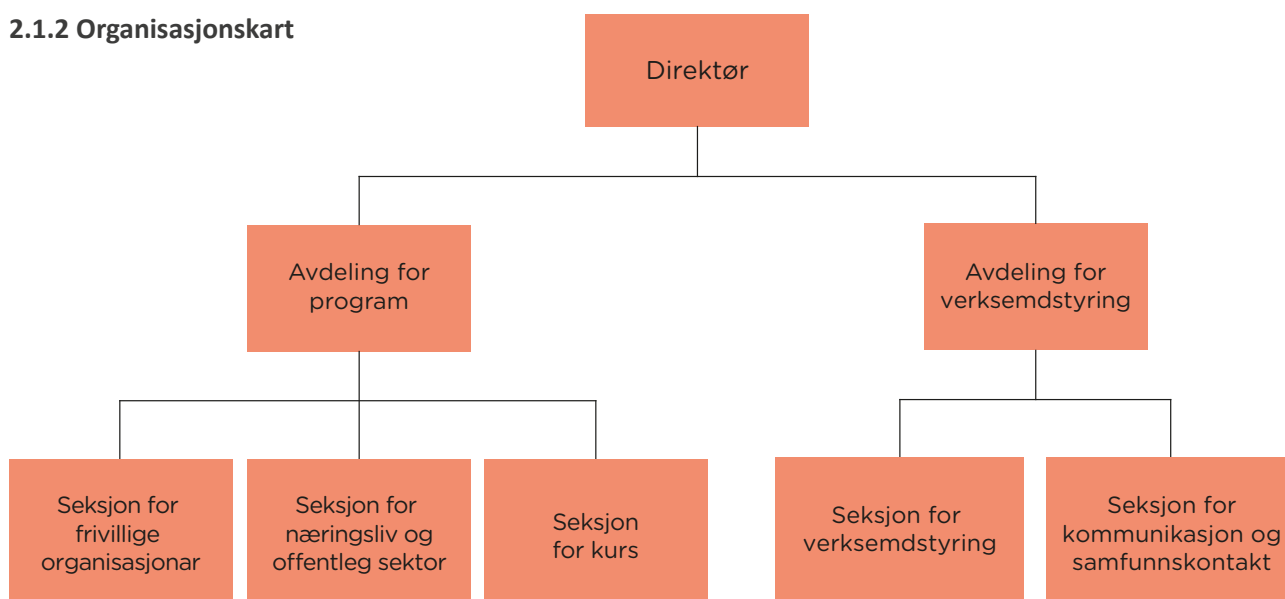 2.1.2 Organisasjonskart
Direktør
Avdeling for
program
Avdeling for
verksemdstyring
Seksjon for
frivillige
organisasjonar
Seksjon for
næringsliv og
offentleg sektor
Seksjon
for kurs
Seksjon for
verksemdstyring
Seksjon for
kommunikasjon og
samfunnskontakt